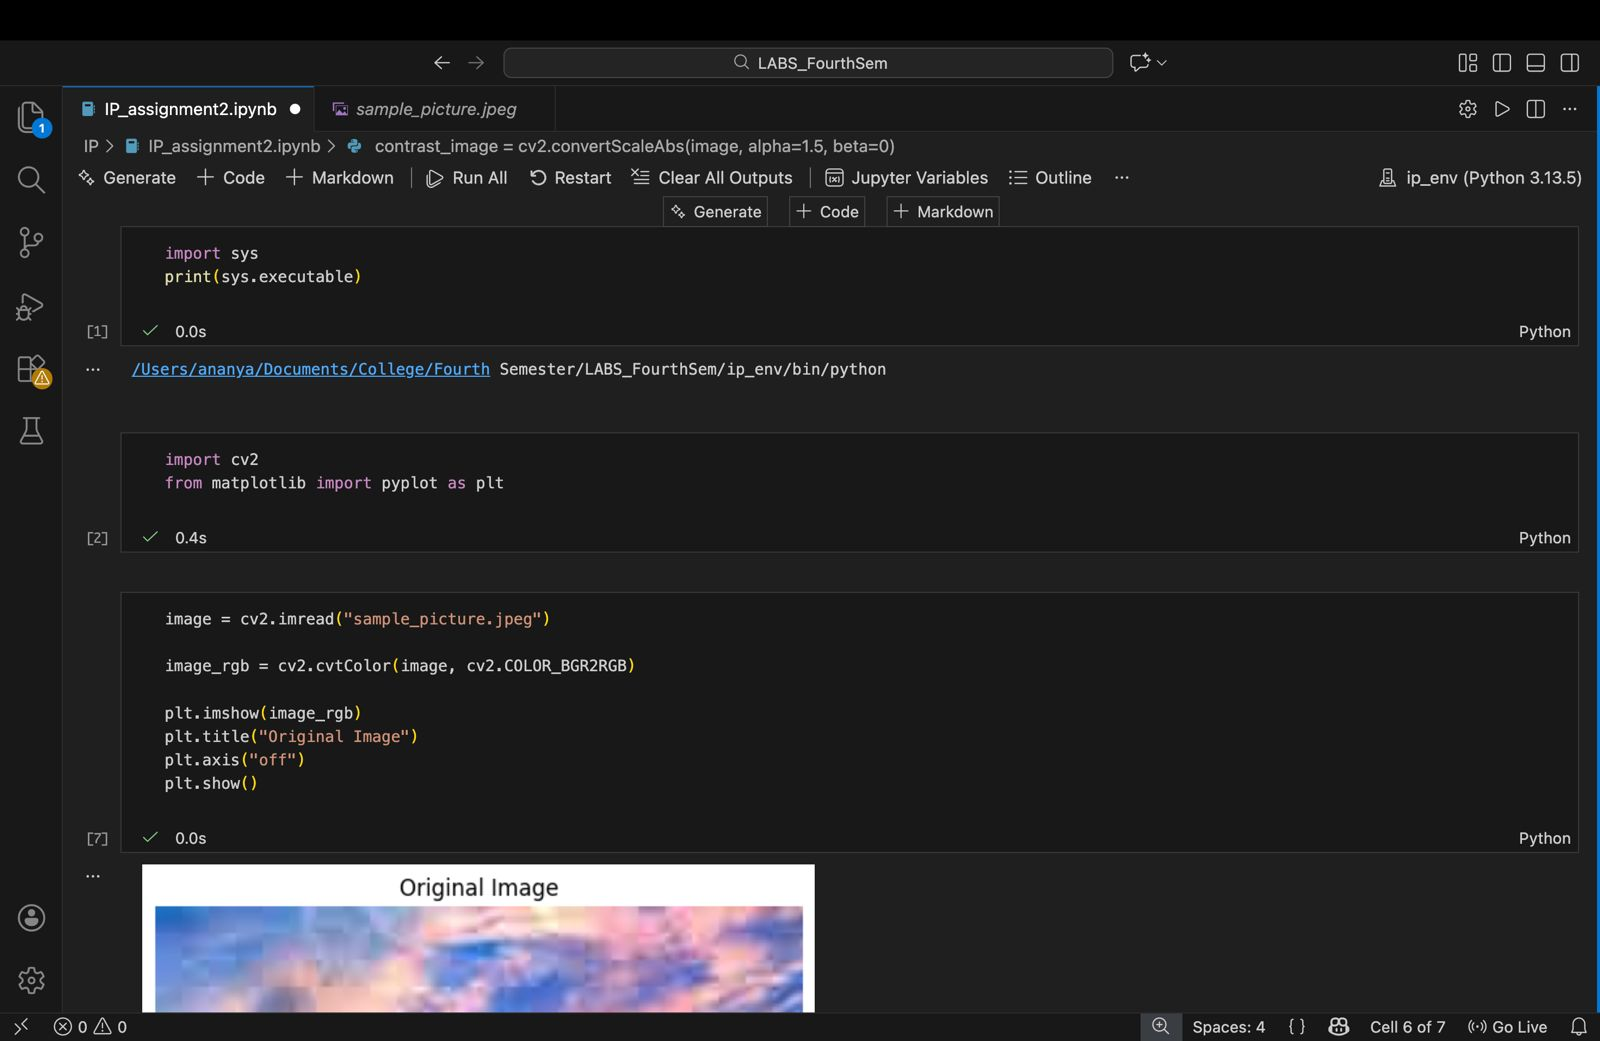 LABS_FourthSem
IP_assignment2.ipynb
sample_picture.jpeg
IP > IP_assignment2.ipynb > contrast_image = cv2.convertScaleAbs(image, alpha=1.5, beta=0)
Generate + Code + Markdown | Run All Restart Clear All Outputs | Jupyter Variables Outline ... ip_env (Python 3.13.5)
Generate + Code + Markdown
1
import sys
print(sys.executable)
[1] 0.0s Python
... /Users/ananya/Documents/College/Fourth Semester/LABS_FourthSem/ip_env/bin/python
import cv2
from matplotlib import pyplot as plt
[2] 0.4s Python
image = cv2.imread("sample_picture.jpeg")
image_rgb = cv2.cvtColor(image, cv2.COLOR_BGR2RGB)
plt.imshow(image_rgb)
plt.title("Original Image")
plt.axis("off")
plt.show()
[7] 0.0s Python
...
Original Image
0 0 Spaces: 4 { } Cell 6 of 7 Go Live